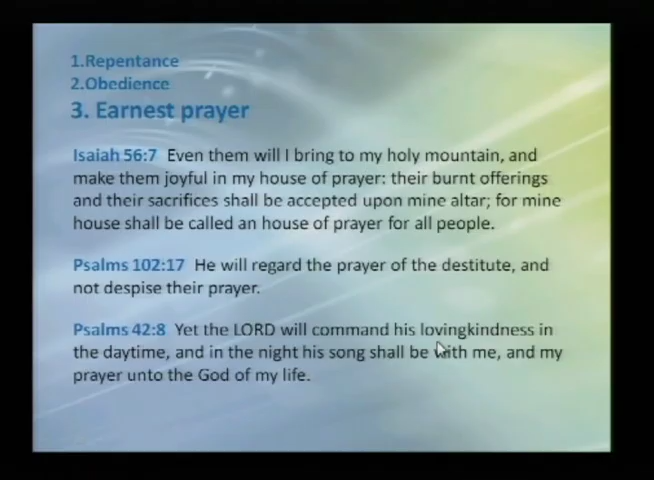 1.Repentance
2.Obedience
3. Earnest prayer
Isaiah 56:7 Even them will I bring to my holy mountain, and
make them joyful in my house of prayer: their burnt offerings
and their sacrifices shall be accepted upon mine altar; for mine
house shall be called an house of prayer for all people.
Psalms 102:17 He will regard the prayer of the destitute, and
not despise their prayer.
Psalms 42:8 Yet the LORD will command his lovingkindness in
the daytime, and in the night his song shall be with me, and my
prayer unto the God of my life.